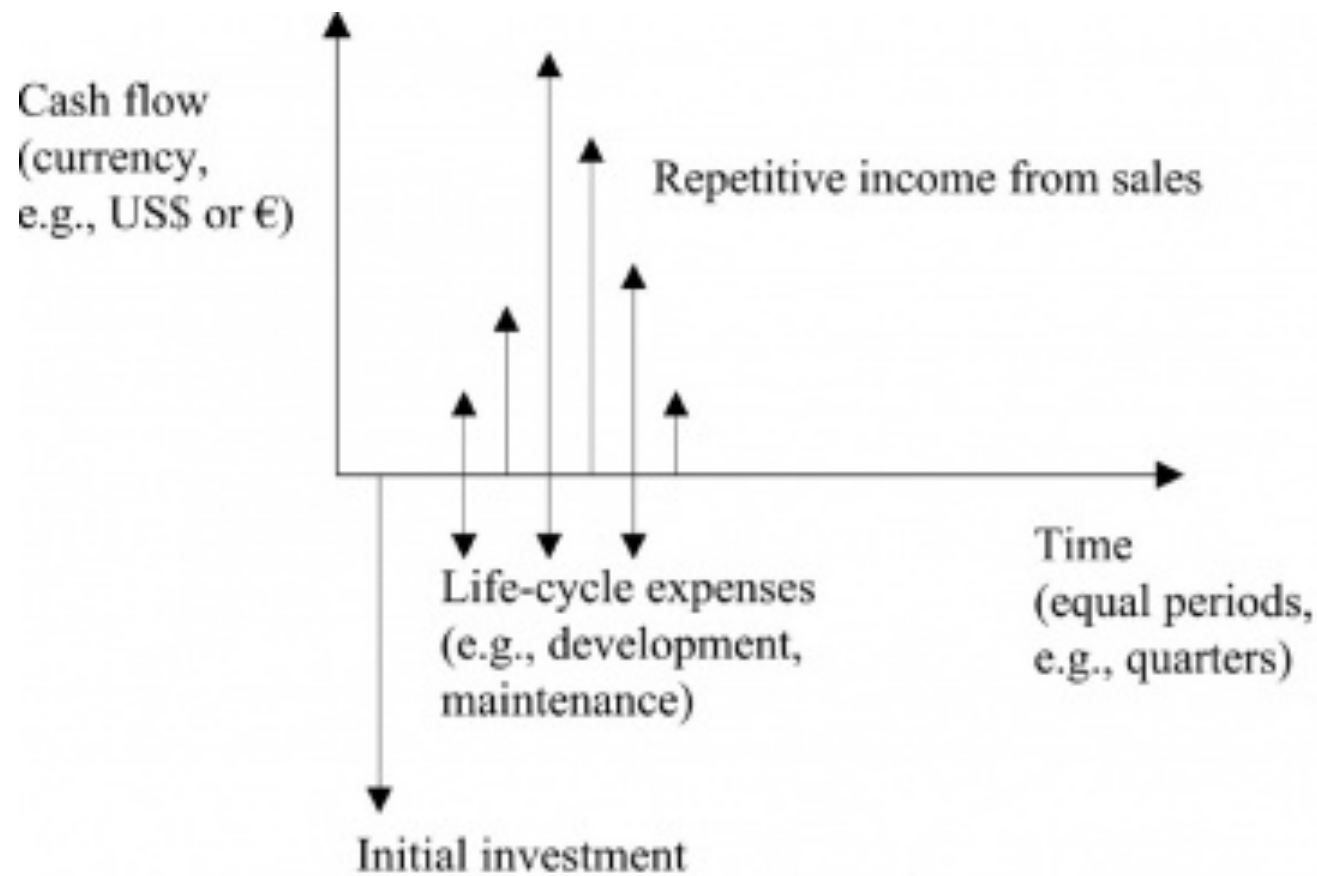 Cash flow
(currency,
e.g., US$ or €)
Repetitive income from sales
Time
(equal periods,
e.g., quarters)
Life-cycle expenses
(e.g., development,
maintenance)
Initial investment